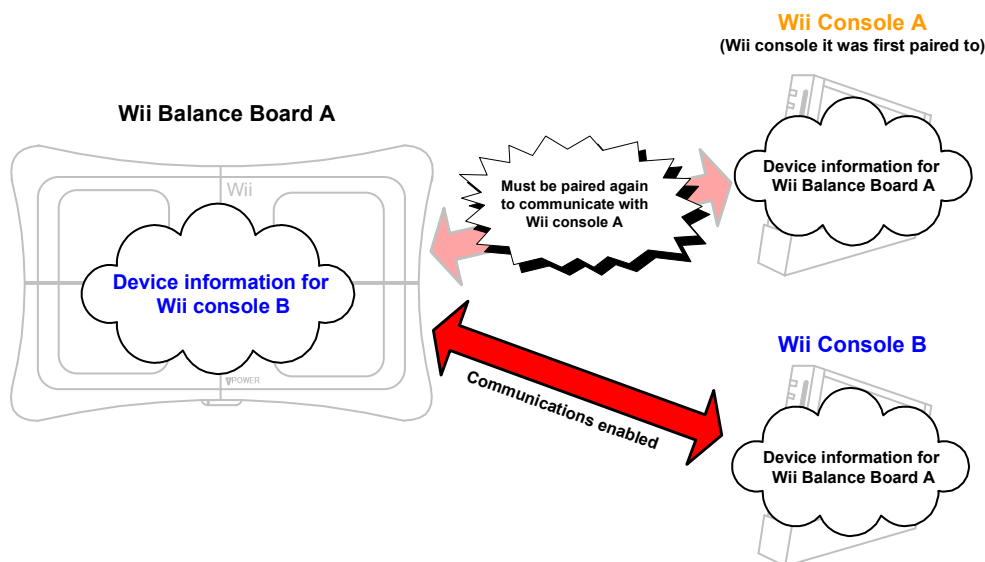 Wii Console A
(Wii console it was first paired to)
Wii Balance Board A
Device information for
Wii Balance Board A
Must be paired again
to communicate with
Wii console A
Wii
Device information for
Wii console B
POWER
Communications enabled
Wii Console B
Device information for
Wii Balance Board A